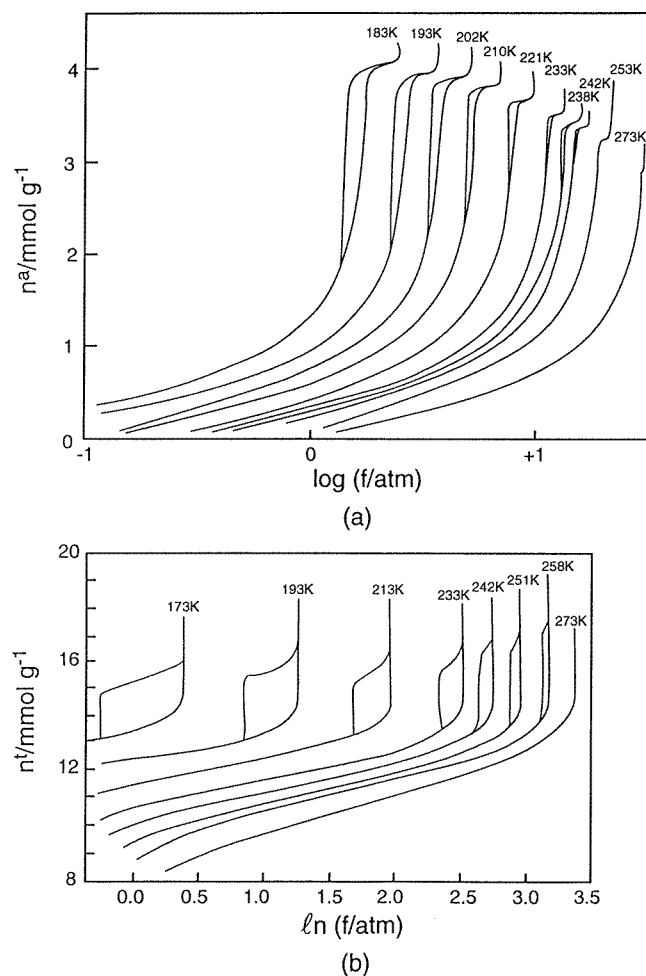 183K 193K 202K 210K 221K 233K 242K 253K
238K
273K
4
3
2
1
0
nᵃ/mmol g⁻¹
-1 0 +1
log (f/atm)
(a)
20
16
12
8
nᵗ/mmol g⁻¹
173K 193K 213K 233K 242K 251K 258K
273K
0.0 0.5 1.0 1.5 2.0 2.5 3.0 3.5
ℓn (f/atm)
(b)